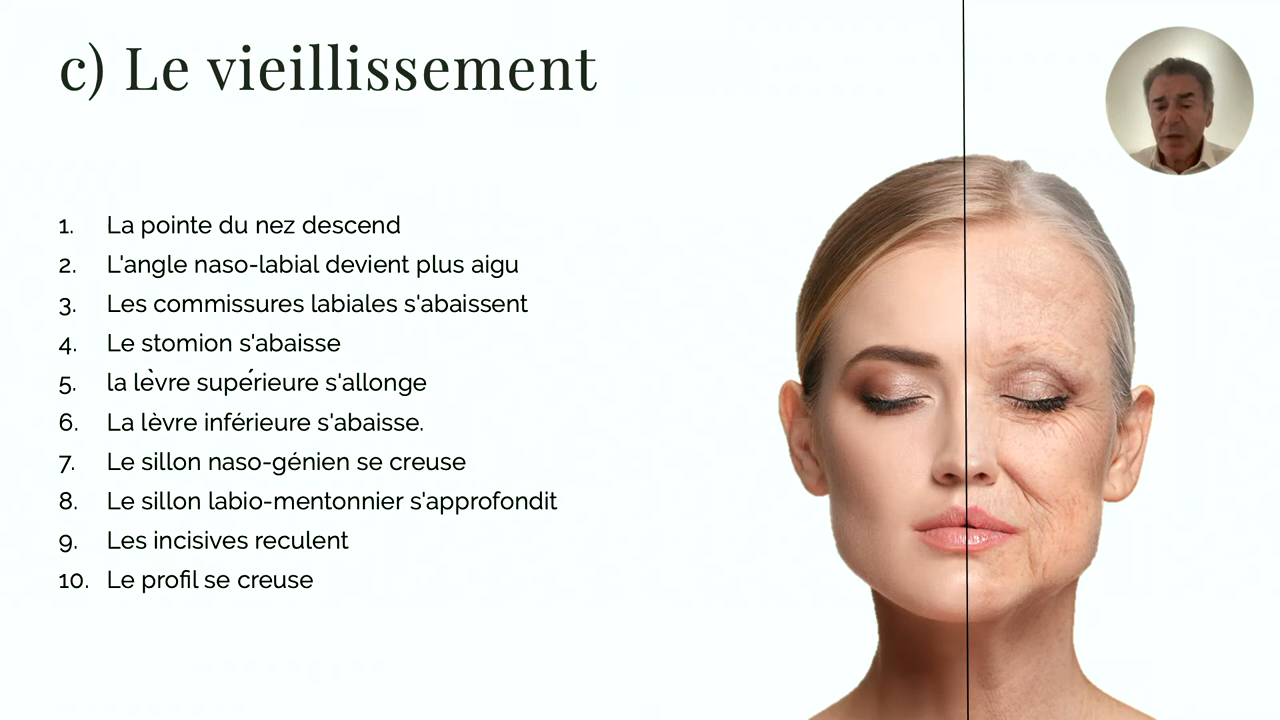 c) Le vieillissement
1. La pointe du nez descend
2. L'angle naso-labial devient plus aigu
3. Les commissures labiales s'abaissent
4. Le stomion s'abaisse
5. la lèvre supérieure s'allonge
6. La lèvre inférieure s'abaisse.
7. Le sillon naso-génien se creuse
8. Le sillon labio-mentonnier s'approfondit
9. Les incisives reculent
10. Le profil se creuse